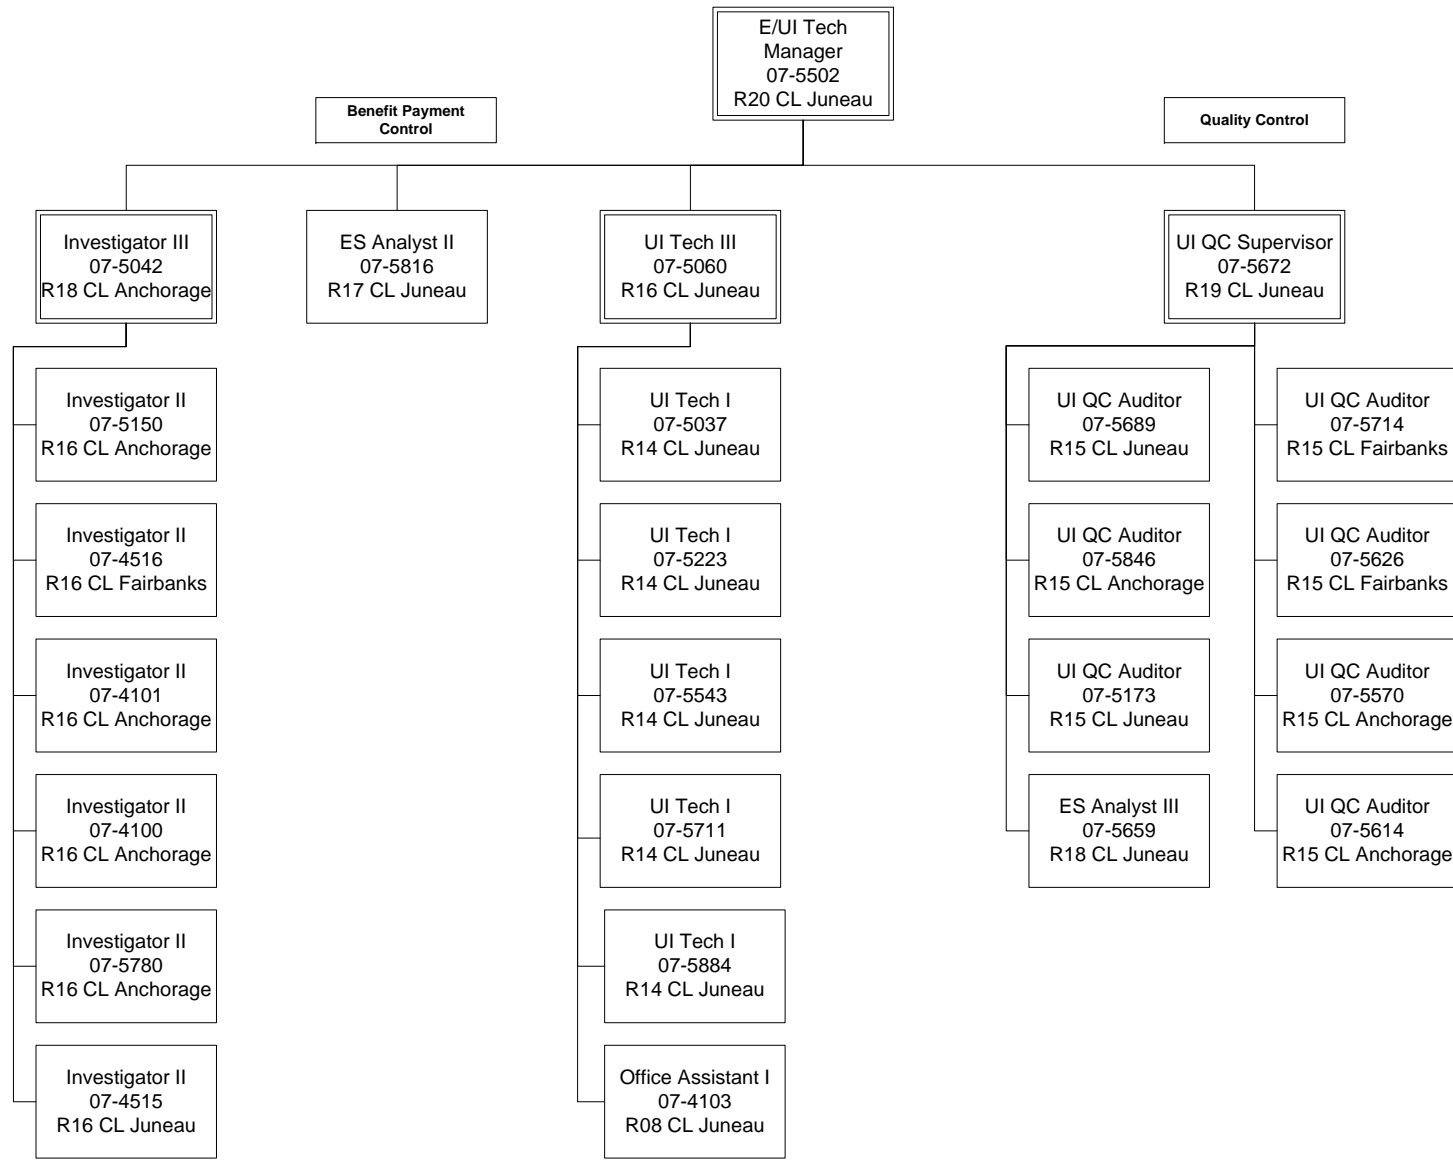 E/UI Tech
Manager
07-5502
R20 CL Juneau
Benefit Payment
Control
Quality Control
Investigator III
07-5042
R18 CL Anchorage
ES Analyst II
07-5816
R17 CL Juneau
UI Tech III
07-5060
R16 CL Juneau
UI QC Supervisor
07-5672
R19 CL Juneau
Investigator II
07-5150
R16 CL Anchorage
Investigator II
07-4516
R16 CL Fairbanks
Investigator II
07-4101
R16 CL Anchorage
Investigator II
07-4100
R16 CL Anchorage
Investigator II
07-5780
R16 CL Anchorage
Investigator II
07-4515
R16 CL Juneau
UI Tech I
07-5037
R14 CL Juneau
UI Tech I
07-5223
R14 CL Juneau
UI Tech I
07-5543
R14 CL Juneau
UI Tech I
07-5711
R14 CL Juneau
UI Tech I
07-5884
R14 CL Juneau
Office Assistant I
07-4103
R08 CL Juneau
UI QC Auditor
07-5689
R15 CL Juneau
UI QC Auditor
07-5846
R15 CL Anchorage
UI QC Auditor
07-5173
R15 CL Juneau
ES Analyst III
07-5659
R18 CL Juneau
UI QC Auditor
07-5714
R15 CL Fairbanks
UI QC Auditor
07-5626
R15 CL Fairbanks
UI QC Auditor
07-5570
R15 CL Anchorage
UI QC Auditor
07-5614
R15 CL Anchorage